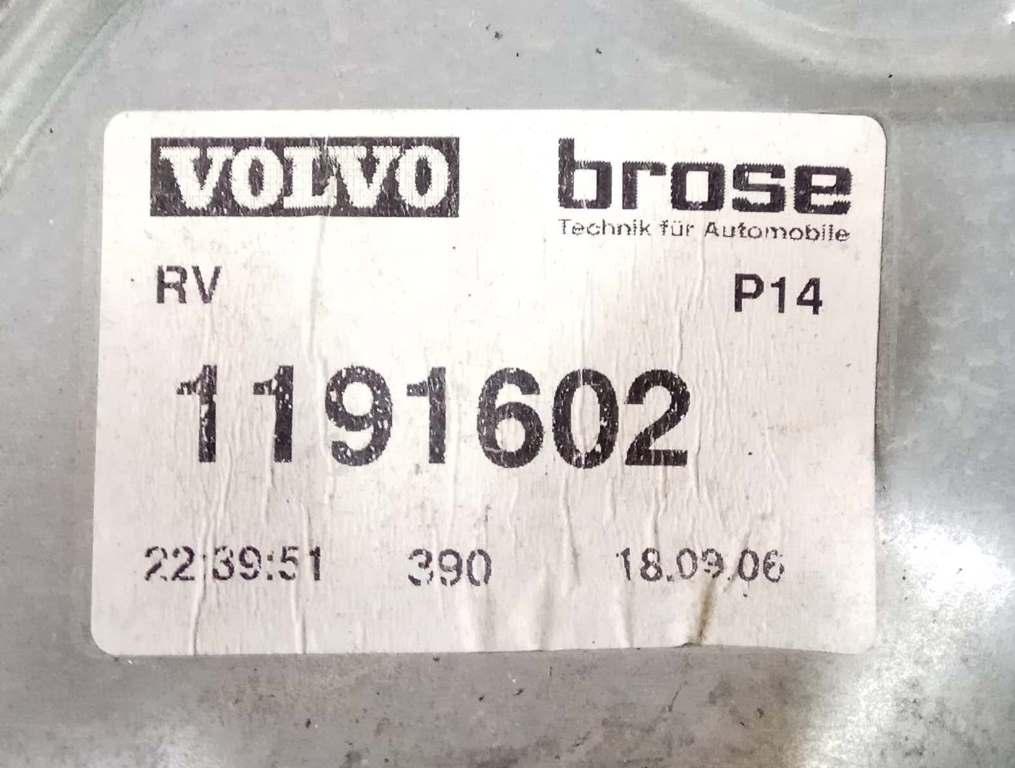 VOLVO brose
Technik für Automobile
RV P14
1191602
22:39:51 390 18.09.06